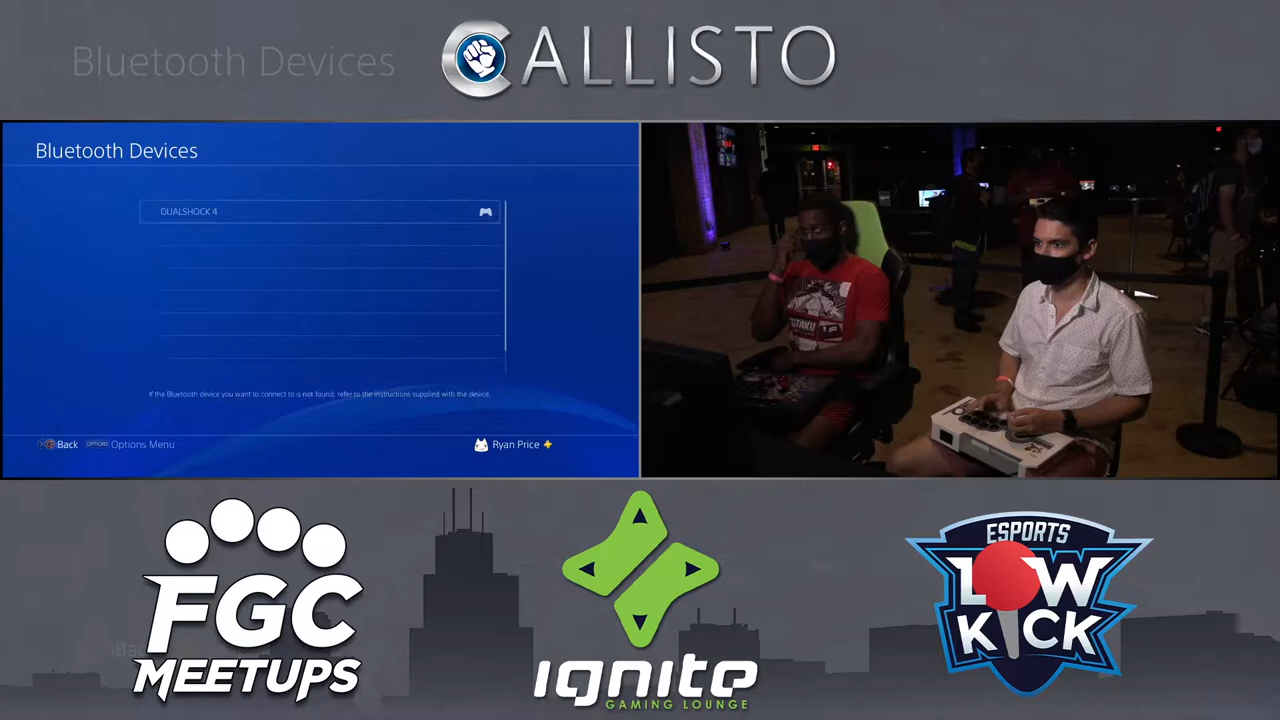 Bluetooth Devices
CALLISTO
Bluetooth Devices
DUALSHOCK 4
If the Bluetooth device you want to connect to is not found, refer to the instructions supplied with the device.
Back
OPTIONS Options Menu
Ryan Price
FGC
MEETUPS
ignite
GAMING LOUNGE
ESPORTS
LOW
KICK